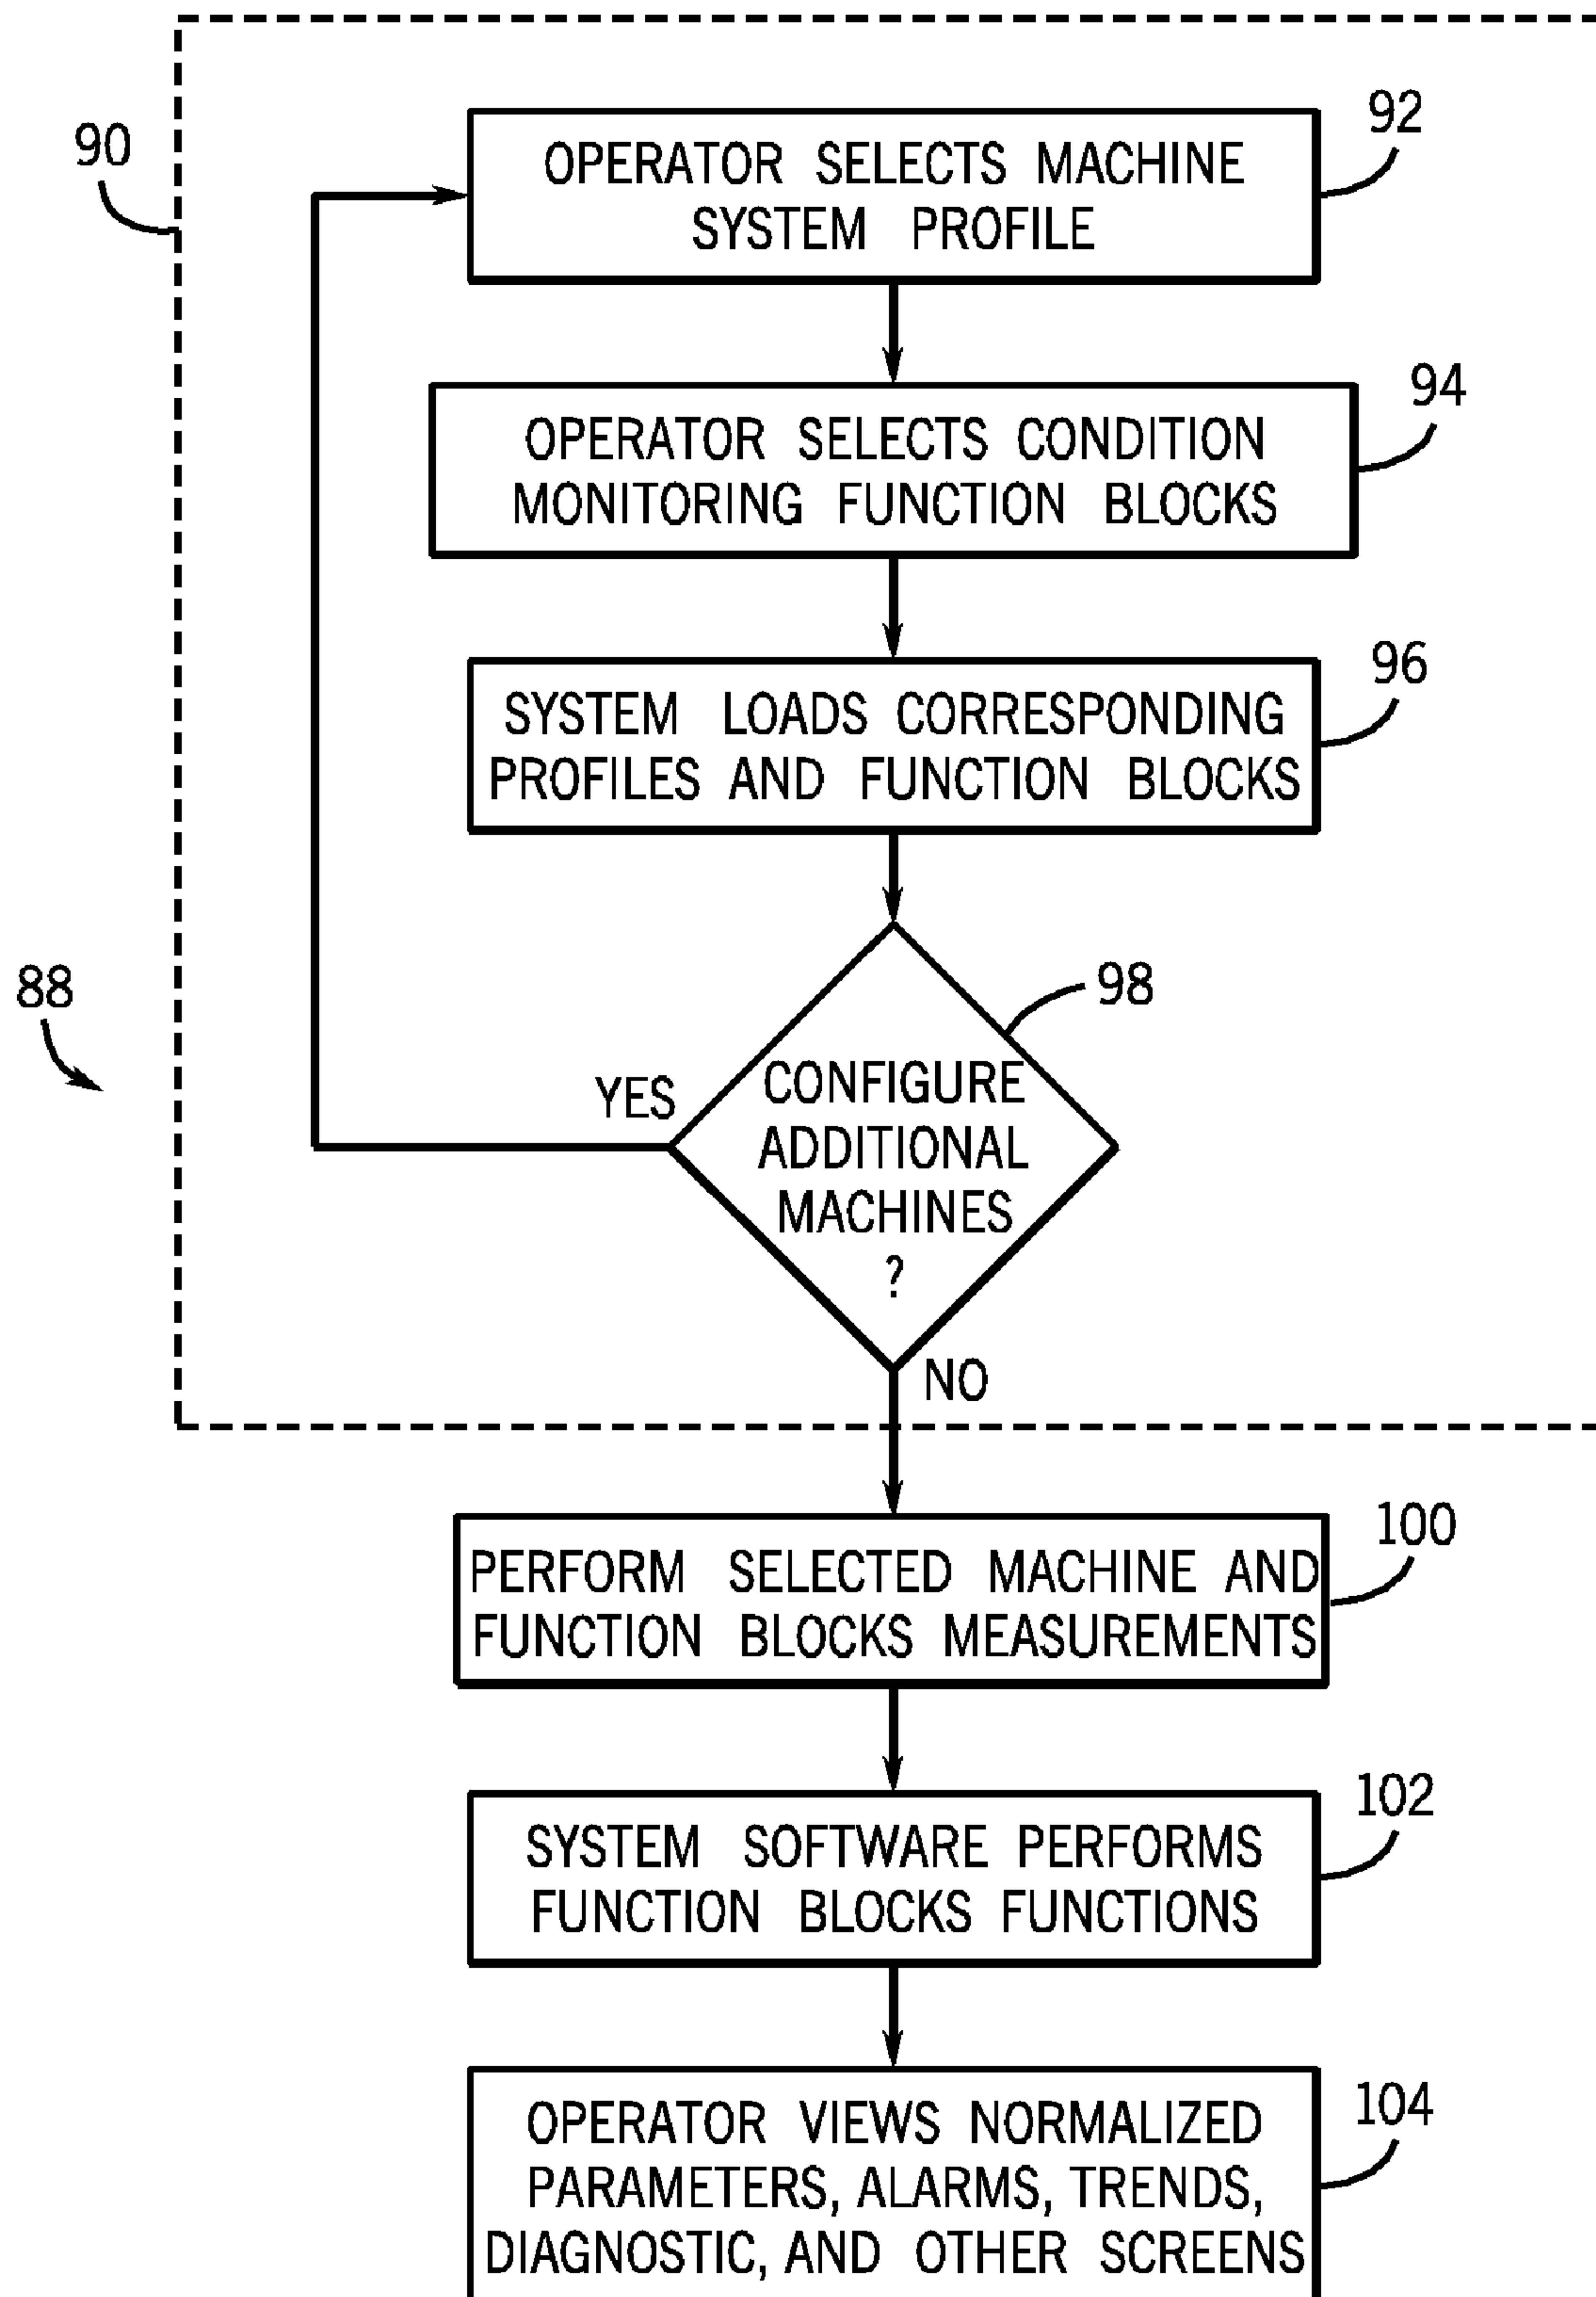 90
92
OPERATOR SELECTS MACHINE
SYSTEM PROFILE
94
OPERATOR SELECTS CONDITION
MONITORING FUNCTION BLOCKS
96
SYSTEM LOADS CORRESPONDING
PROFILES AND FUNCTION BLOCKS
88
98
YES
CONFIGURE
ADDITIONAL
MACHINES
?
NO
100
PERFORM SELECTED MACHINE AND
FUNCTION BLOCKS MEASUREMENTS
102
SYSTEM SOFTWARE PERFORMS
FUNCTION BLOCKS FUNCTIONS
104
OPERATOR VIEWS NORMALIZED
PARAMETERS, ALARMS, TRENDS,
DIAGNOSTIC, AND OTHER SCREENS